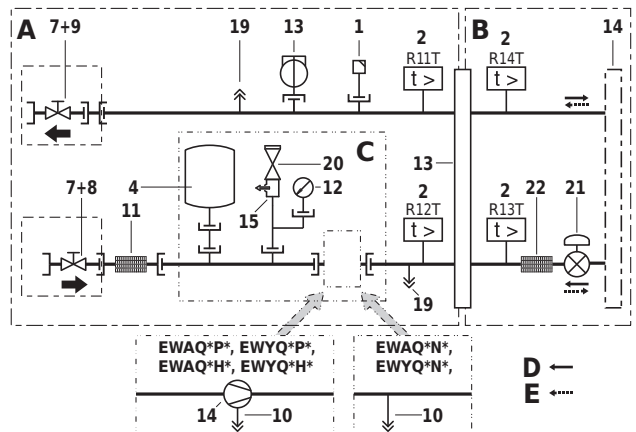 A
7+9
19
13
1
2
B
2
14
R11T
R14T
t >
t >
C
7+8
4
20
13
2
2
22
21
12
11
15
R12T
R13T
t >
t >
19
EWAQ*P*, EWYQ*P*,
EWAQ*H*, EWYQ*H*
EWAQ*N*,
EWYQ*N*,
D
E
14
10
10